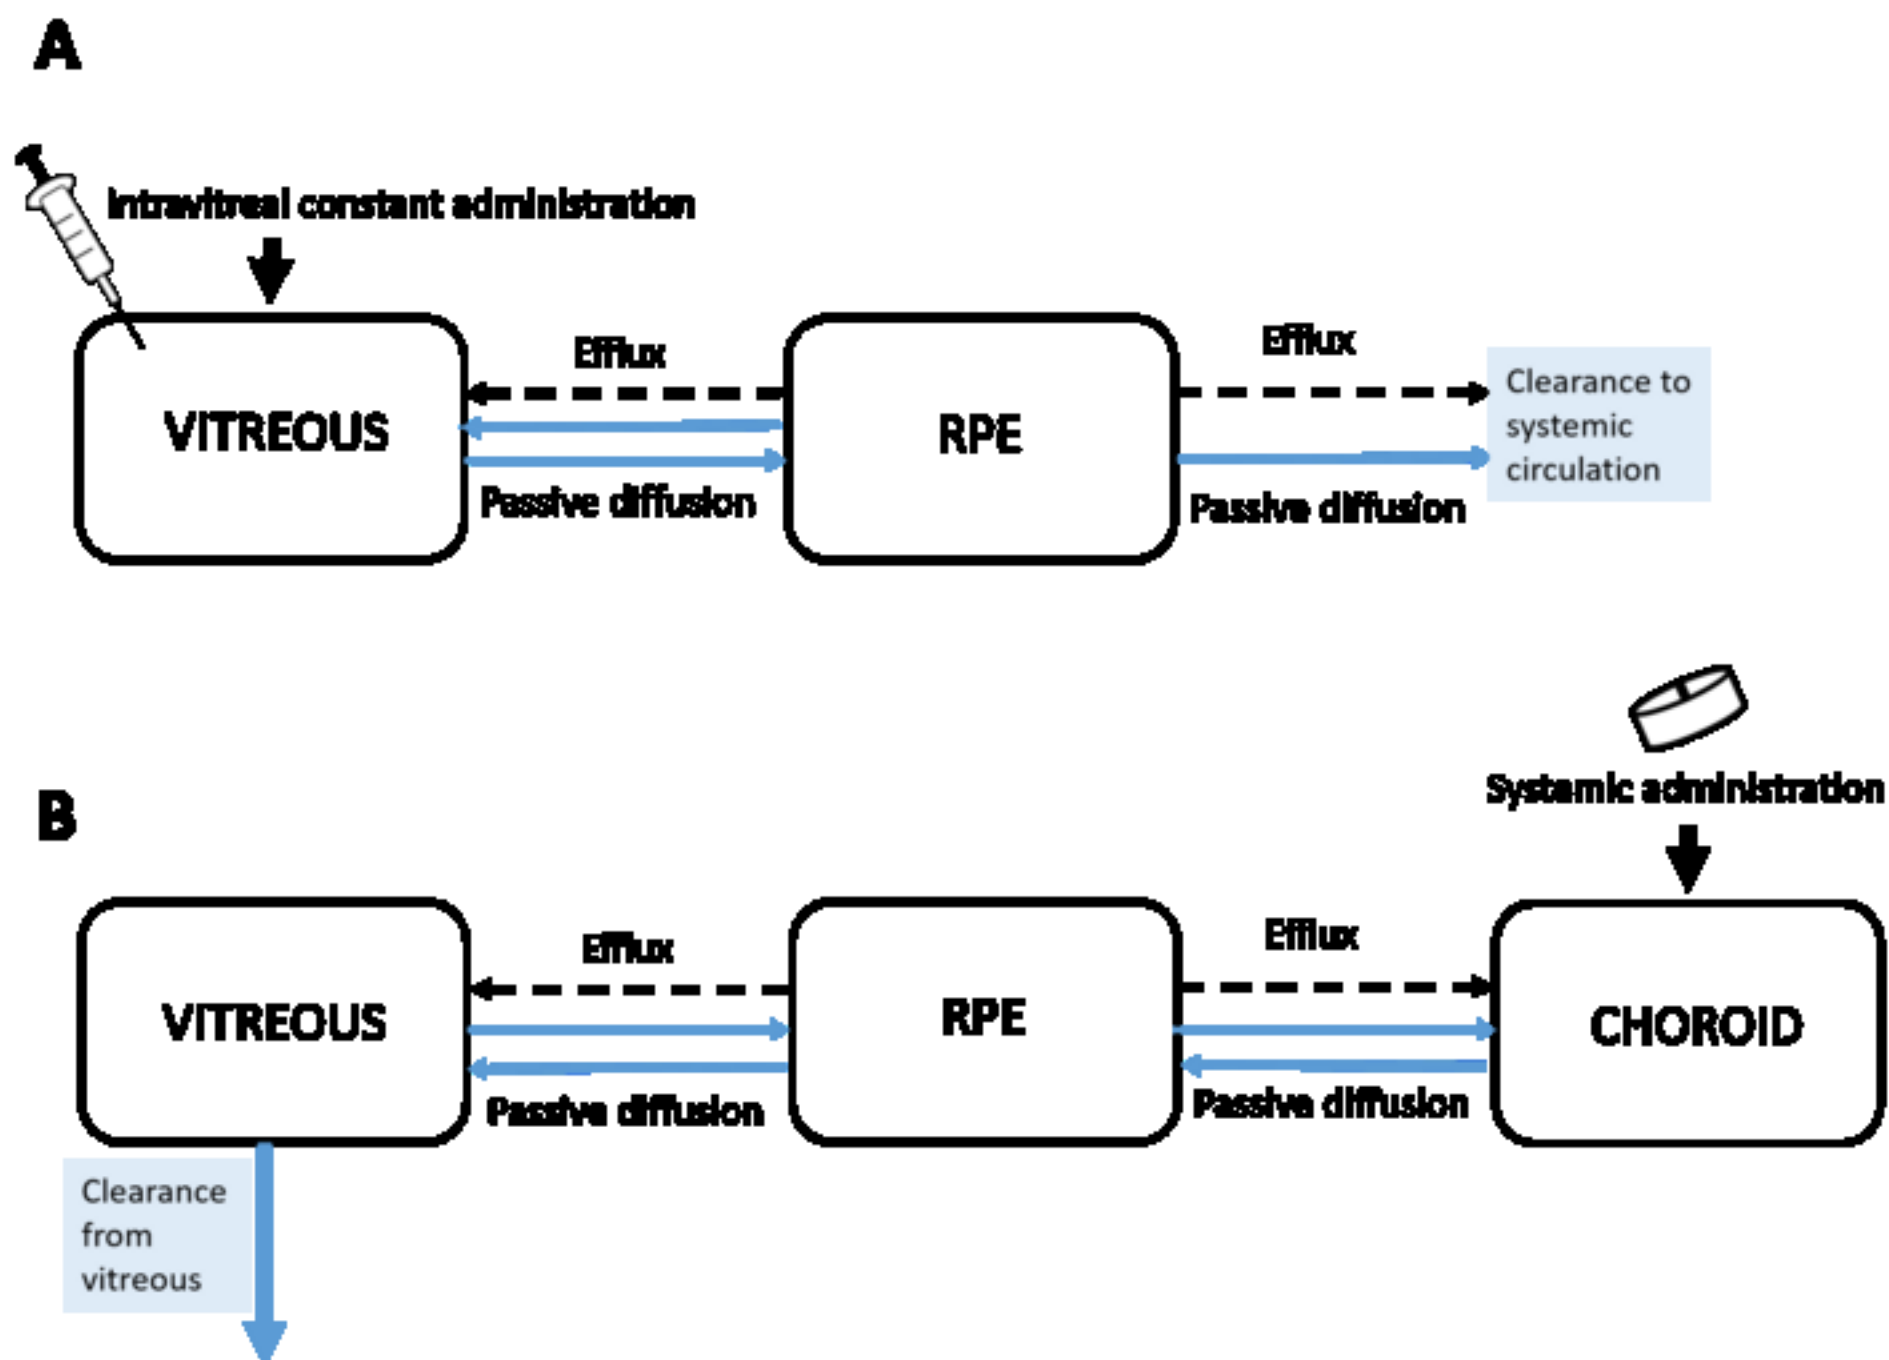 A
Intravitreal constant administration
Efflux
Efflux
VITREOUS
RPE
Clearance to
systemic
circulation
Passive diffusion
Passive diffusion
Systamic administration
B
Efflux
Efflux
VITREOUS
RPE
CHOROID
Passive diffusion
Passive diffusion
Clearance
from
vitreous